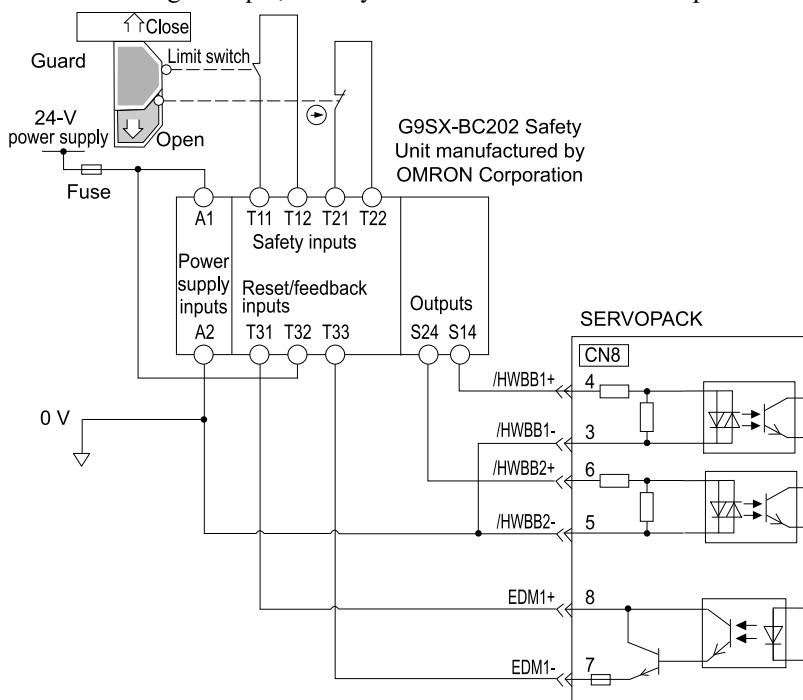 Close
Guard
Limit switch
24-V
power supply
Open
Fuse
G9SX-BC202 Safety
Unit manufactured by
OMRON Corporation
A1 T11 T12 T21 T22
Safety inputs
Power
supply
inputs
Reset/feedback
inputs
Outputs
A2 T31 T32 T33 S24 S14
SERVOPACK
CN8
/HWBB1+ 4
0 V
/HWBB1- 3
/HWBB2+ 6
/HWBB2- 5
EDM1+ 8
EDM1- 7